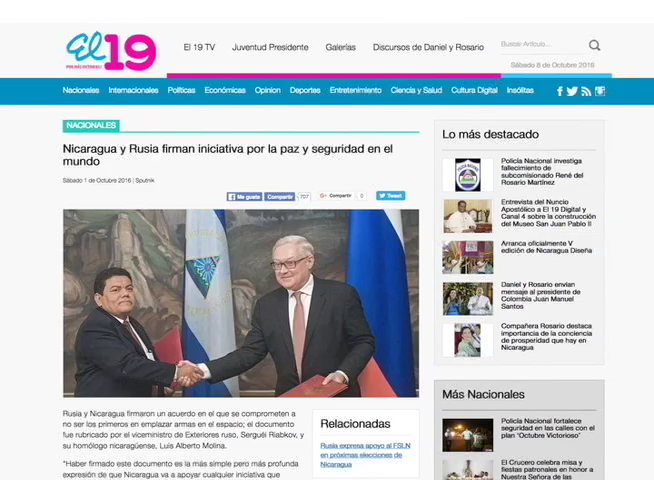 El 19
El 19 TV
Juventud Presidente
Galerías
Discursos de Daniel y Rosario
Buscar Artículo...
Sábado 8 de Octubre 2016
Nacionales
Internacionales
Políticas
Económicas
Opinion
Deportes
Entretenimiento
Ciencia y Salud
Cultura Digital
Insólitas
NACIONALES
Nicaragua y Rusia firman iniciativa por la paz y seguridad en el
mundo
Sábado 1 de Octubre 2016 | Sputnik
Me gusta
Compartir
707
Compartir
0
Tweet
Rusia y Nicaragua firmaron un acuerdo en el que se comprometen a
no ser los primeros en emplazar armas en el espacio; el documento
fue rubricado por el viceministro de Exteriores ruso, Serguéi Riabkov, y
su homólogo nicaragüense, Luis Alberto Molina.
"Haber firmado este documento es la más simple pero más profunda
expresión de que Nicaragua va a apoyar cualquier iniciativa que
Relacionadas
Rusia expresa apoyo al FSLN
en próximas elecciones de
Nicaragua
Lo más destacado
Policía Nacional investiga
fallecimiento de
subcomisionado René del
Rosario Martínez
Entrevista del Nuncio
Apostólico a El 19 Digital y
Canal 4 sobre la construcción
del Museo San Juan Pablo II
Arranca oficialmente V
edición de Nicaragua Diseña
Daniel y Rosario envían
mensaje al presidente de
Colombia Juan Manuel
Santos
Compañera Rosario destaca
importancia de la conciencia
de prosperidad que hay en
Nicaragua
Más Nacionales
Policía Nacional fortalece
seguridad en las calles con el
plan "Octubre Victorioso"
El Crucero celebra misa y
fiestas patronales en honor a
Nuestra Señora de las